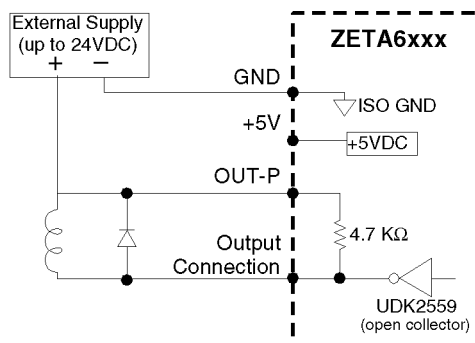 External Supply
(up to 24VDC)
+ −
ZETA6xxx
GND
ISO GND
+5V
+5VDC
OUT-P
4.7 KΩ
Output
Connection
UDK2559
(open collector)